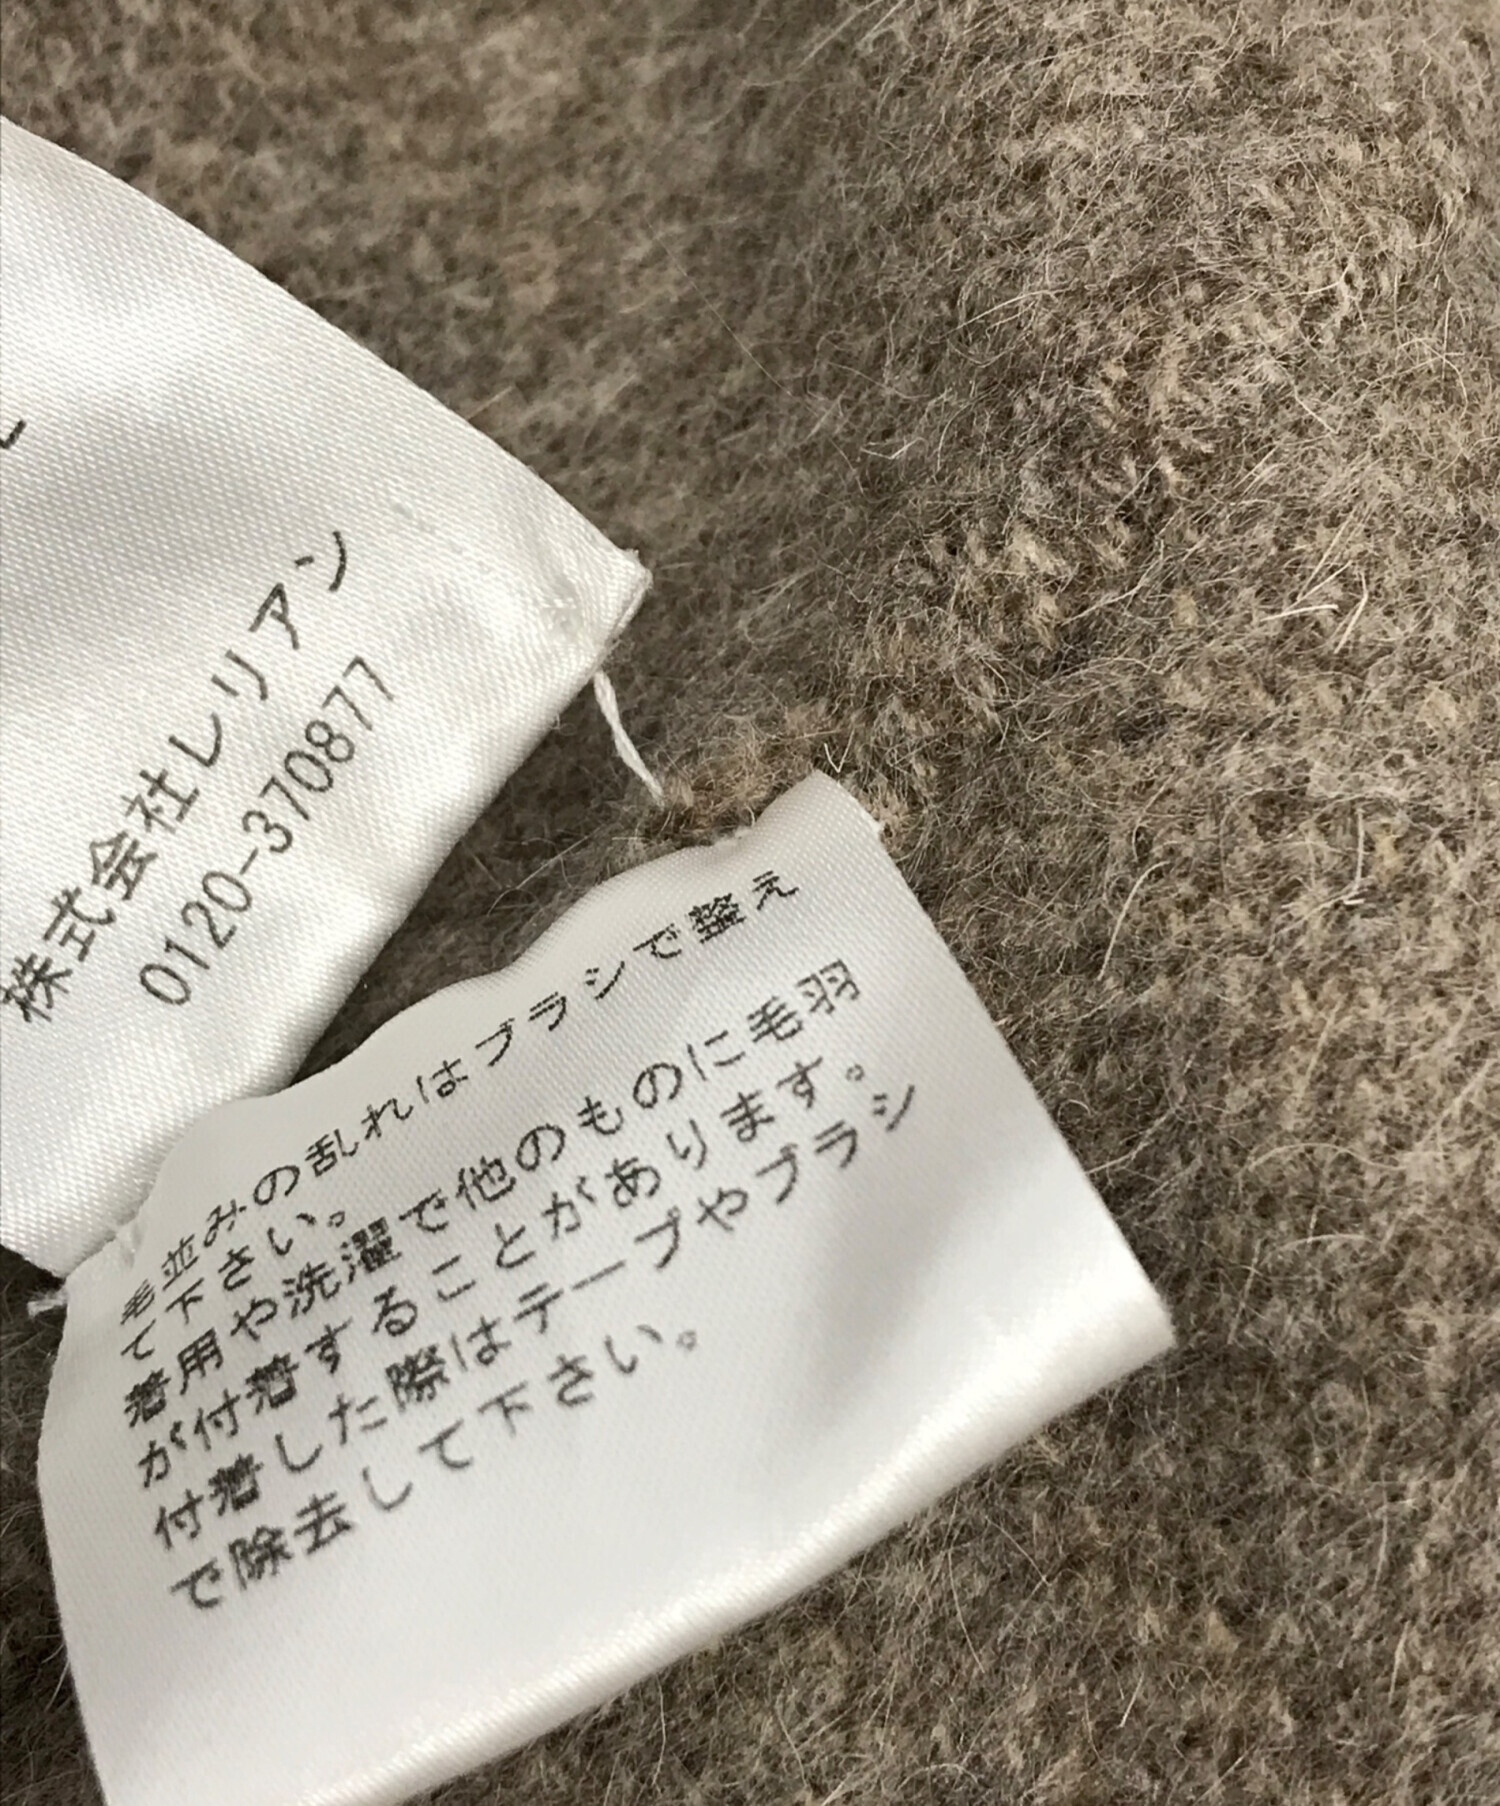 株式会社レリアン
0120-370877
毛並みの乱れはブラシで整え
て下さい。
着用や洗濯で他のものに毛羽
が付着することがあります。
付着した際はテープやブラシ
で除去して下さい。